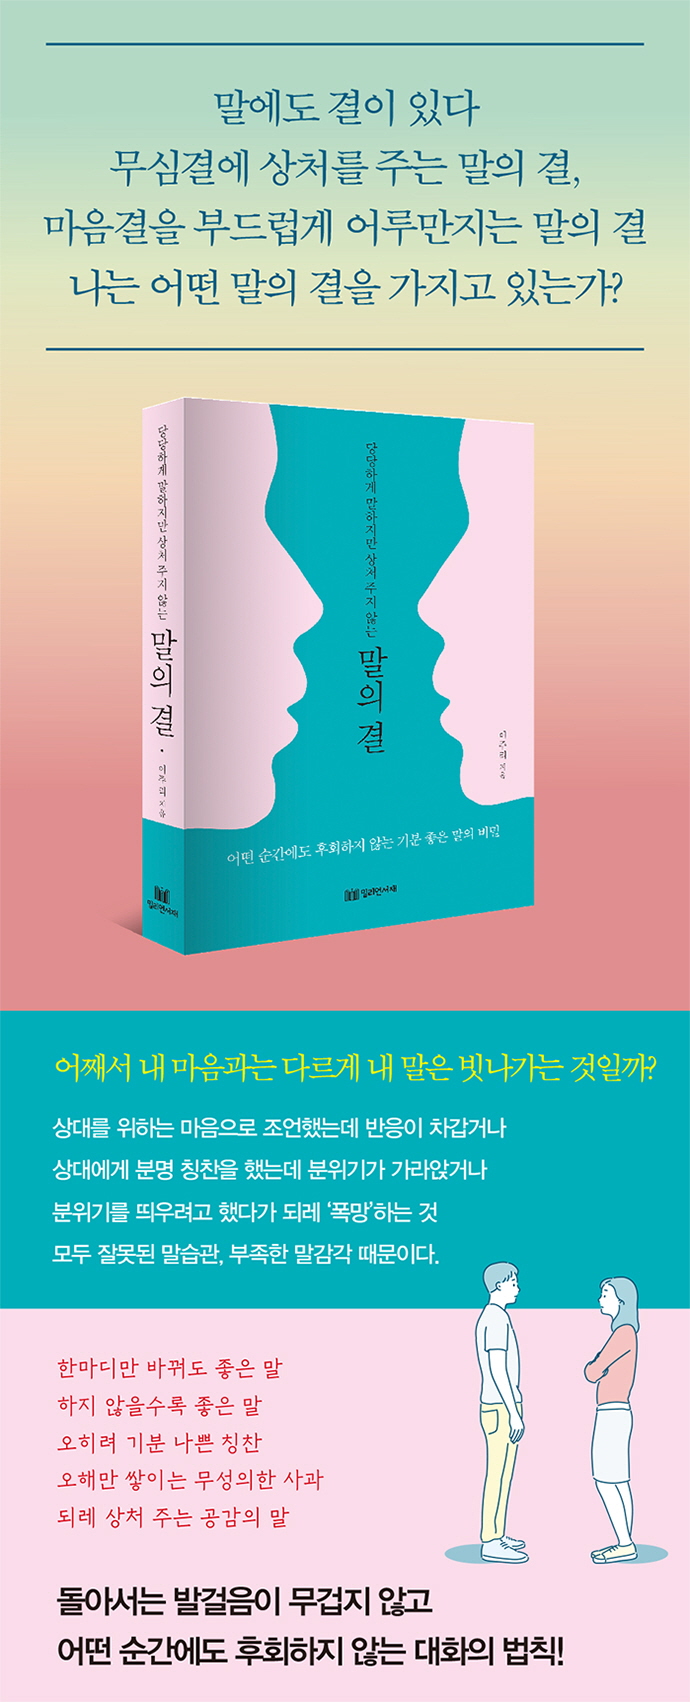 말에도 결이 있다
무심결에 상처를 주는 말의 결,
마음결을 부드럽게 어루만지는 말의 결
나는 어떤 말의 결을 가지고 있는가?
당당하게 말하지만 상처 주지 않는
말의 결
이주리 지음
밀리언서재
당당하게 말하지만 상처 주지 않는
말의 결
이주리 지음
어떤 순간에도 후회하지 않는 기분 좋은 말의 비밀
밀리언서재
어째서 내 마음과는 다르게 내 말은 빗나가는 것일까?
상대를 위하는 마음으로 조언했는데 반응이 차갑거나
상대에게 분명 칭찬을 했는데 분위기가 가라앉거나
분위기를 띄우려고 했다가 되레 ‘폭망’하는 것
모두 잘못된 말습관, 부족한 말감각 때문이다.
한마디만 바꿔도 좋은 말
하지 않을수록 좋은 말
오히려 기분 나쁜 칭찬
오해만 쌓이는 무성의한 사과
되레 상처 주는 공감의 말
돌아서는 발걸음이 무겁지 않고
어떤 순간에도 후회하지 않는 대화의 법칙!